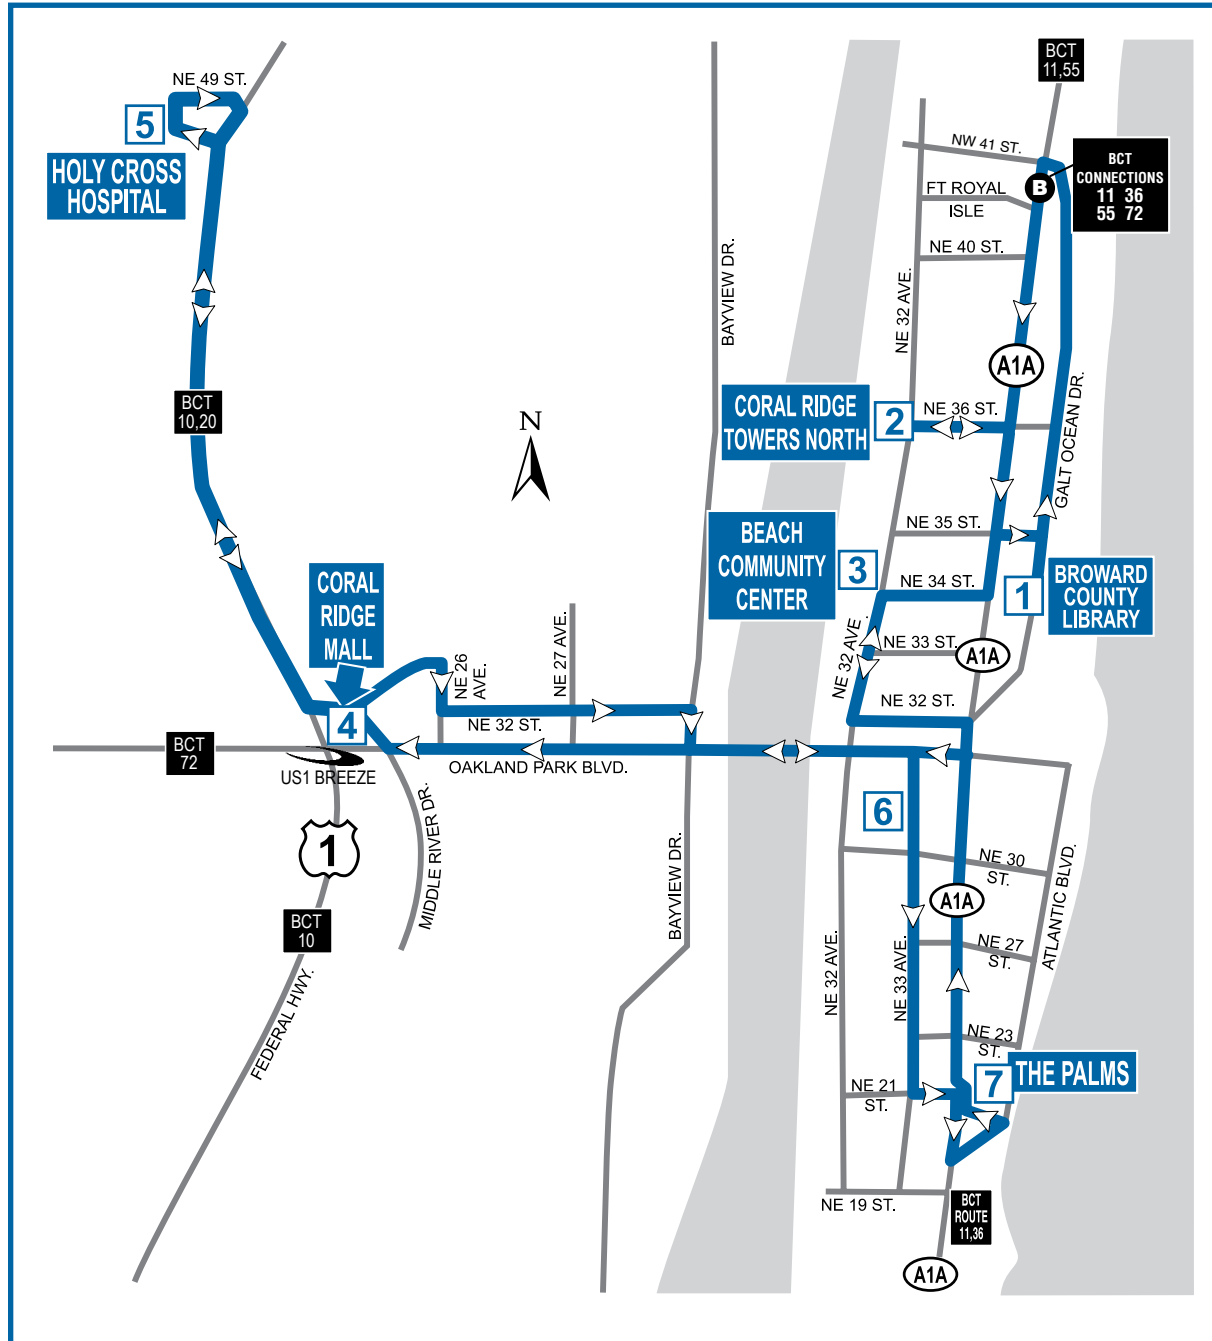 NE 49 ST.
5
HOLY CROSS
HOSPITAL
BCT
10,20
BCT
11,55
NW 41 ST.
BCT
CONNECTIONS
11 36
55 72
B
FT ROYAL
ISLE
NE 40 ST.
NE 32 AVE.
BAYVIEW DR.
A1A
GALT OCEAN DR.
CORAL RIDGE
TOWERS NORTH
2
NE 36 ST.
N
BEACH
COMMUNITY
CENTER
3
NE 35 ST.
NE 34 ST.
1
BROWARD
COUNTY
LIBRARY
NE 32 AVE .
NE 33 ST.
A1A
NE 32 ST.
CORAL
RIDGE
MALL
4
NE 26
AVE.
NE 27 AVE.
NE 32 ST.
BCT
72
US1 BREEZE
OAKLAND PARK BLVD.
MIDDLE RIVER DR.
1
BCT
10
FEDERAL HWY.
BAYVIEW DR.
6
NE 30
ST.
A1A
ATLANTIC BLVD.
NE 27
ST.
NE 32 AVE.
NE 33 AVE.
NE 23
ST.
NE 21
ST.
7
THE PALMS
NE 19 ST.
BCT
ROUTE
11,36
A1A